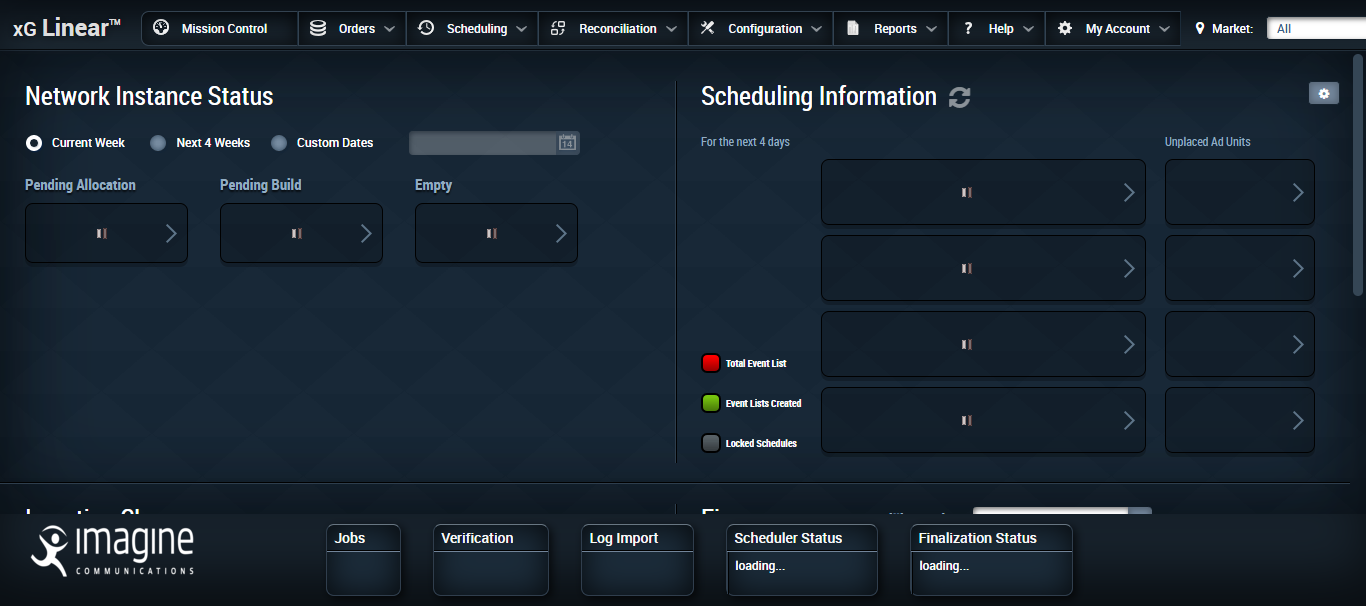 xG Linear™
Mission Control
Orders
Scheduling
Reconciliation
Configuration
Reports
? Help
My Account
Market:
All
Network Instance Status
Current Week
Next 4 Weeks
Custom Dates
14
Pending Allocation
Pending Build
Empty
Scheduling Information
For the next 4 days
Unplaced Ad Units
Total Event List
Event Lists Created
Locked Schedules
imagine
COMMUNICATIONS
Jobs
Verification
Log Import
Scheduler Status
loading...
Finalization Status
loading...